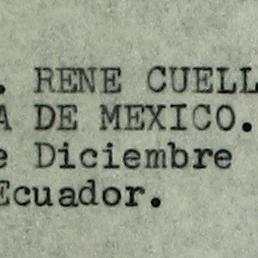 . RENE CUELL
A DE MEXICO.
e Diciembre
Ecuador.